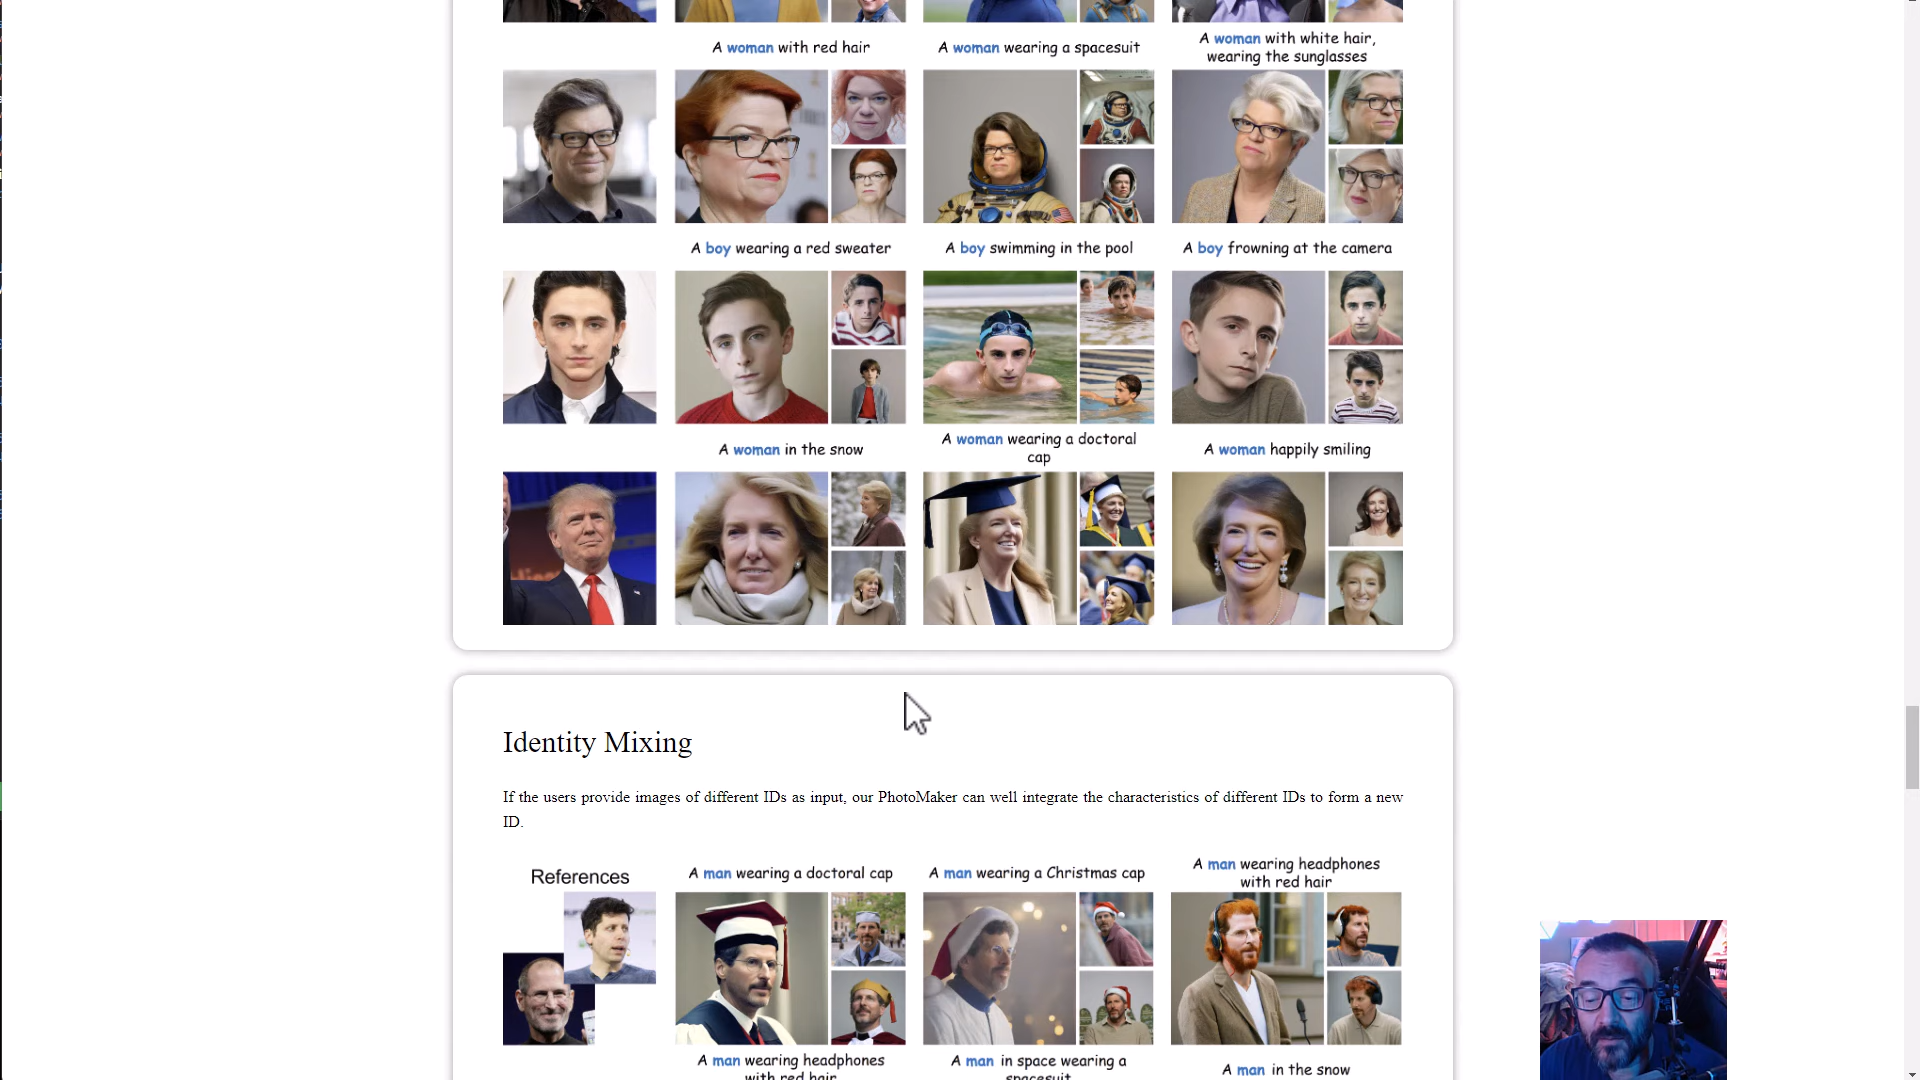 A woman with red hair
A woman wearing a spacesuit
A woman with white hair,
wearing the sunglasses
A boy wearing a red sweater
A boy swimming in the pool
A boy frowning at the camera
A woman in the snow
A woman wearing a doctoral
cap
A woman happily smiling
Identity Mixing
If the users provide images of different IDs as input, our PhotoMaker can well integrate the characteristics of different IDs to form a new
ID.
References
A man wearing a doctoral cap
A man wearing a Christmas cap
A man wearing headphones
with red hair
A man wearing headphones
with red hair
A man in space wearing a
spacesuit
A man in the snow